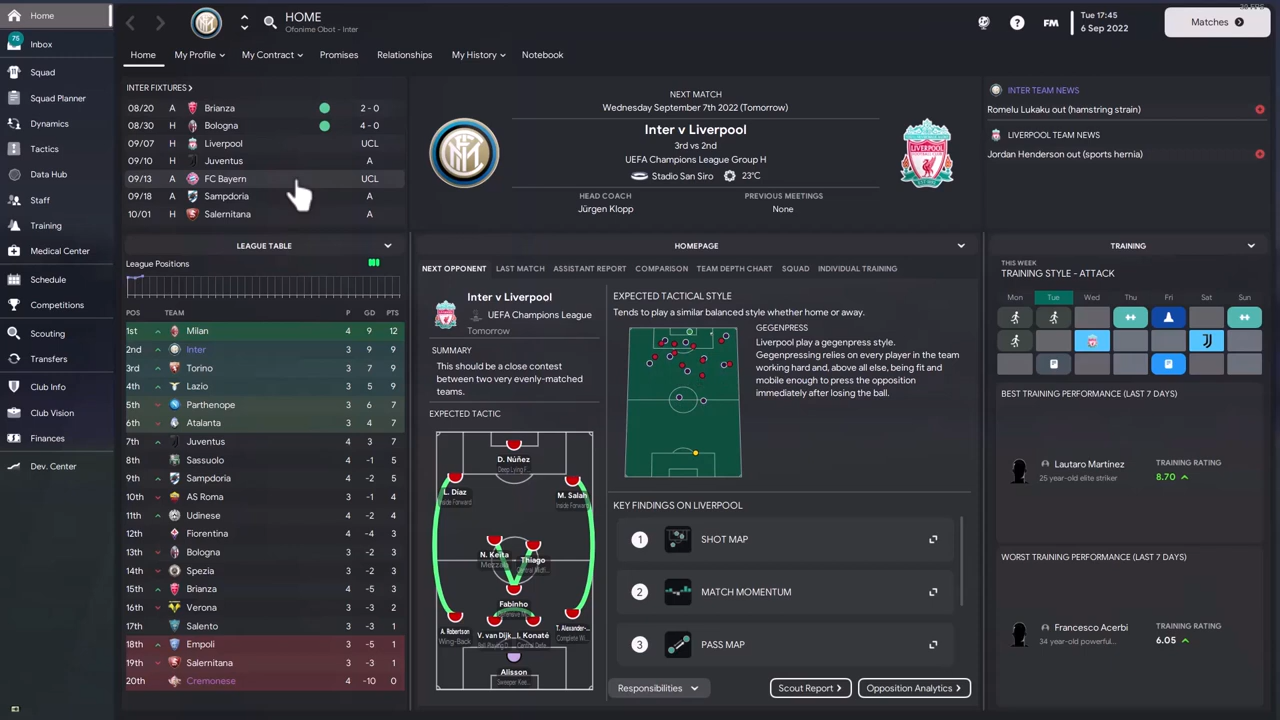 HOME
Ofonime Obot - Inter
Tue 17:45
6 Sep 2022
FM
Matches
Home
Inbox
75
Squad
Squad Planner
Dynamics
Tactics
Data Hub
Staff
Training
Medical Center
Schedule
Competitions
Scouting
Transfers
Club Info
Club Vision
Finances
Dev. Center
Home My Profile My Contract Promises Relationships My History Notebook
INTER FIXTURES
08/20 A Brianza 2 - 0
08/30 H Bologna 4 - 0
09/07 H Liverpool UCL
09/10 H Juventus A
09/13 A FC Bayern UCL
09/18 A Sampdoria A
10/01 H Salernitana A
NEXT MATCH
Wednesday September 7th 2022 (Tomorrow)
Inter v Liverpool
3rd vs 2nd
UEFA Champions League Group H
Stadio San Siro 23°C
HEAD COACH
Jürgen Klopp
PREVIOUS MEETINGS
None
INTER TEAM NEWS
Romelu Lukaku out (hamstring strain)
LIVERPOOL TEAM NEWS
Jordan Henderson out (sports hernia)
LEAGUE TABLE
League Positions
POS TEAM P GD PTS
1st Milan 4 9 12
2nd Inter 3 9 9
3rd Torino 3 7 9
4th Lazio 3 5 9
5th Parthenope 3 6 7
6th Atalanta 3 4 7
7th Juventus 4 3 7
8th Sassuolo 4 -1 5
9th Sampdoria 4 -2 5
10th AS Roma 3 -1 4
11th Udinese 4 -2 4
12th Fiorentina 4 -4 3
13th Bologna 3 -2 3
14th Spezia 3 -2 3
15th Brianza 4 -5 3
16th Verona 3 -3 2
17th Salento 3 -3 1
18th Empoli 4 -5 1
19th Salernitana 3 -3 1
20th Cremonese 4 -10 0
HOMEPAGE
NEXT OPPONENT LAST MATCH ASSISTANT REPORT COMPARISON TEAM DEPTH CHART SQUAD INDIVIDUAL TRAINING
Inter v Liverpool
UEFA Champions League
Tomorrow
SUMMARY
This should be a close contest
between two very evenly-matched
teams.
EXPECTED TACTIC
D. Núñez
L. Díaz
Inside Forward
M. Salah
N. Keïta
Mezzala
Thiago
Fabinho
A. Robertson
Wing-Back
V. van Dijk
I. Konaté
T. Alexander-...
Alisson
EXPECTED TACTICAL STYLE
Tends to play a similar balanced style whether home or away.
GEGENPRESS
Liverpool play a gegenpress style.
Gegenpressing relies on every player in the team
working hard and, above all else, being fit and
mobile enough to press the opposition
immediately after losing the ball.
KEY FINDINGS ON LIVERPOOL
1 SHOT MAP
2 MATCH MOMENTUM
3 PASS MAP
Responsibilities
Scout Report
Opposition Analytics
TRAINING
THIS WEEK
TRAINING STYLE - ATTACK
Mon Tue Wed Thu Fri Sat Sun
BEST TRAINING PERFORMANCE (LAST 7 DAYS)
Lautaro Martínez
25 year-old elite striker
TRAINING RATING
8.70
WORST TRAINING PERFORMANCE (LAST 7 DAYS)
Francesco Acerbi
34 year-old powerful...
TRAINING RATING
6.05